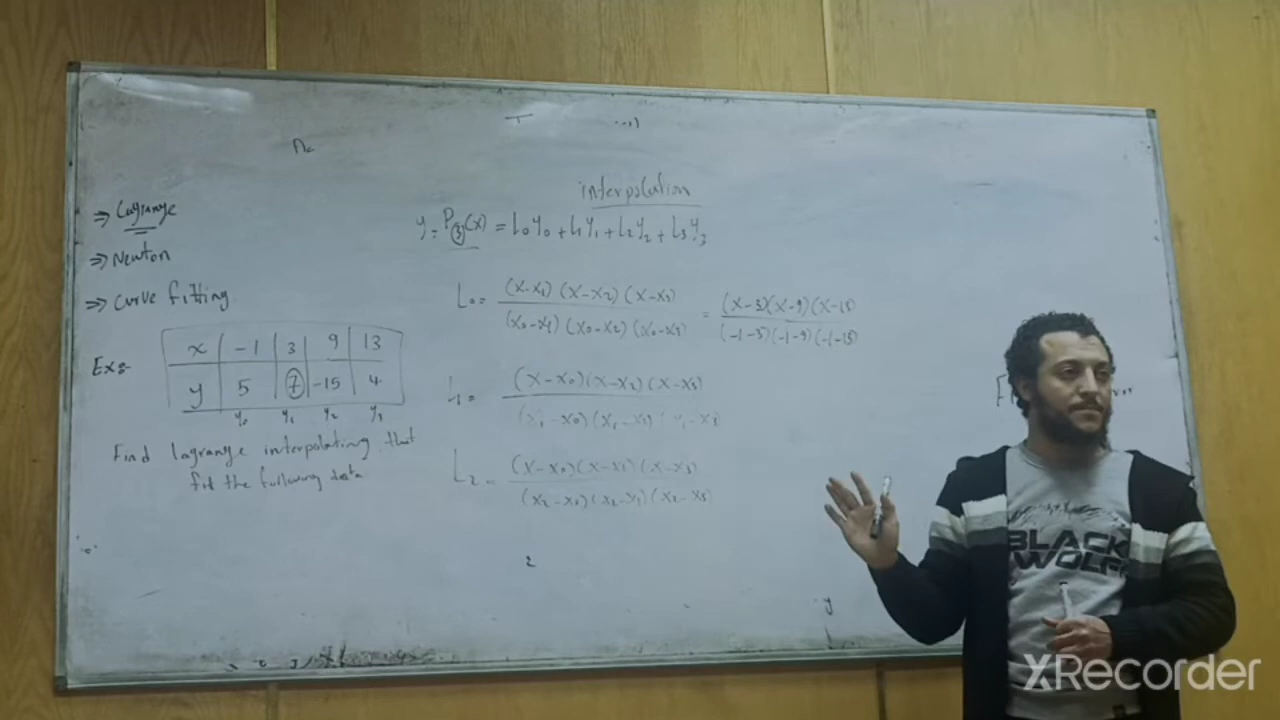 interpolation
⇒ Lagrange
⇒ Newton
⇒ Curve fitting
Ex:-
x | -1 | 3 | 9 | 13
y | 5 | 7 | -15 | 4
y₀ y₁ y₂ y₃
Find lagrange interpolating that
fit the following data
y = P₃(x) = L₀y₀ + L₁y₁ + L₂y₂ + L₃y₃
L₀ = (x-x₁)(x-x₂)(x-x₃) / (x₀-x₁)(x₀-x₂)(x₀-x₃) = (x-3)(x-9)(x-15) / (-1-3)(-1-9)(-1-15)
L₁ = (x-x₀)(x-x₂)(x-x₃) / (x₁-x₀)(x₁-x₂)(x₁-x₃)
L₂ = (x-x₀)(x-x₁)(x-x₃) / (x₂-x₀)(x₂-x₁)(x₂-x₃)
BLACK
WOLF
XRecorder